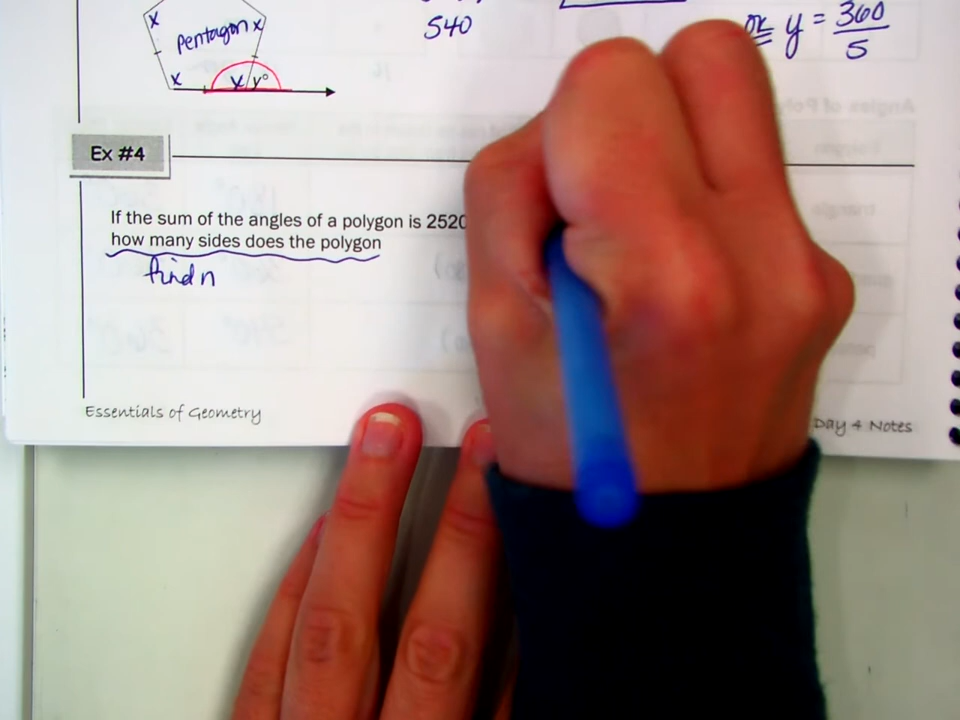 x
Pentagon x
x x y°
540
or y = 360
5
Ex #4
If the sum of the angles of a polygon is 2520
how many sides does the polygon
find n
Essentials of Geometry
Day 4 Notes